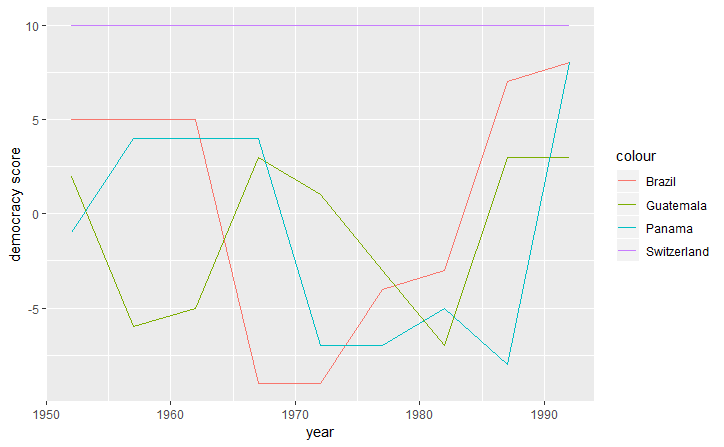 10
5
0
-5
democracy score
1950
1960
1970
1980
1990
year
colour
Brazil
Guatemala
Panama
Switzerland